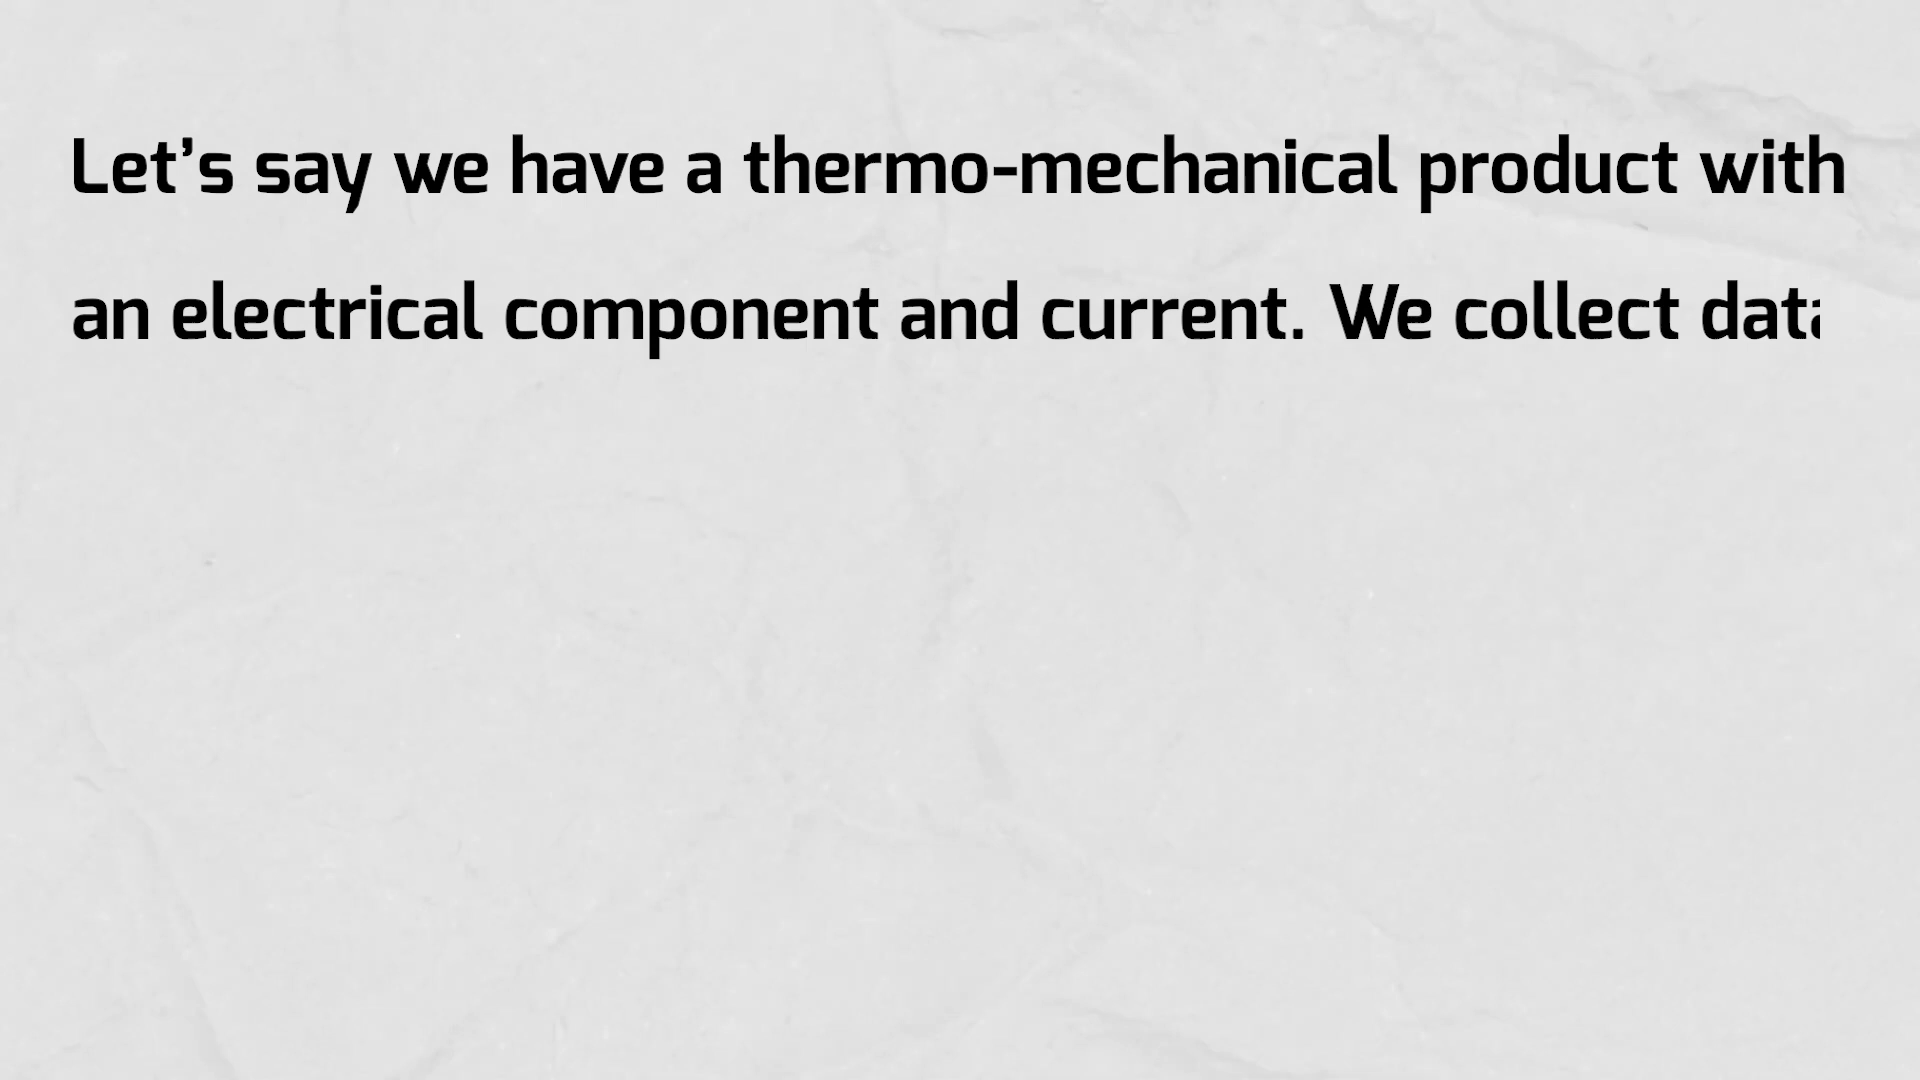 Let’s say we have a thermo-mechanical product with
an electrical component and current. We collect data